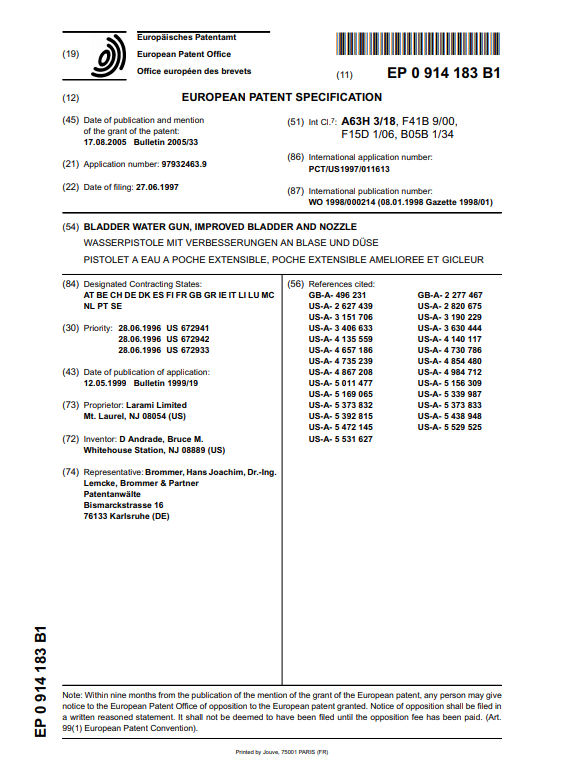 Europäisches Patentamt
(19)
European Patent Office
Office européen des brevets
(11) EP 0 914 183 B1
(12) EUROPEAN PATENT SPECIFICATION
(45) Date of publication and mention
of the grant of the patent:
17.08.2005 Bulletin 2005/33
(21) Application number: 97932463.9
(22) Date of filing: 27.06.1997
(51) Int Cl.7: A63H 3/18, F41B 9/00,
F15D 1/06, B05B 1/34
(86) International application number:
PCT/US1997/011613
(87) International publication number:
WO 1998/000214 (08.01.1998 Gazette 1998/01)
(54) BLADDER WATER GUN, IMPROVED BLADDER AND NOZZLE
WASSERPISTOLE MIT VERBESSERUNGEN AN BLASE UND DÜSE
PISTOLET A EAU A POCHE EXTENSIBLE, POCHE EXTENSIBLE AMELIOREE ET GICLEUR
(84) Designated Contracting States:
AT BE CH DE DK ES FI FR GB GR IE IT LI LU MC
NL PT SE
(30) Priority: 28.06.1996 US 672941
28.06.1996 US 672942
28.06.1996 US 672933
(43) Date of publication of application:
12.05.1999 Bulletin 1999/19
(73) Proprietor: Larami Limited
Mt. Laurel, NJ 08054 (US)
(72) Inventor: D Andrade, Bruce M.
Whitehouse Station, NJ 08889 (US)
(74) Representative: Brommer, Hans Joachim, Dr.-Ing.
Lemcke, Brommer & Partner
Patentanwälte
Bismarckstrasse 16
76133 Karlsruhe (DE)
(56) References cited:
GB-A- 496 231 GB-A- 2 277 467
US-A- 2 627 439 US-A- 2 820 675
US-A- 3 151 706 US-A- 3 190 229
US-A- 3 406 633 US-A- 3 630 444
US-A- 4 135 559 US-A- 4 140 117
US-A- 4 657 186 US-A- 4 730 786
US-A- 4 735 239 US-A- 4 854 480
US-A- 4 867 208 US-A- 4 984 712
US-A- 5 011 477 US-A- 5 156 309
US-A- 5 169 065 US-A- 5 339 987
US-A- 5 373 832 US-A- 5 373 833
US-A- 5 392 815 US-A- 5 438 948
US-A- 5 472 145 US-A- 5 529 525
US-A- 5 531 627
EP 0 914 183 B1
Note: Within nine months from the publication of the mention of the grant of the European patent, any person may give
notice to the European Patent Office of opposition to the European patent granted. Notice of opposition shall be filed in
a written reasoned statement. It shall not be deemed to have been filed until the opposition fee has been paid. (Art.
99(1) European Patent Convention).
Printed by Jouve, 75001 PARIS (FR)